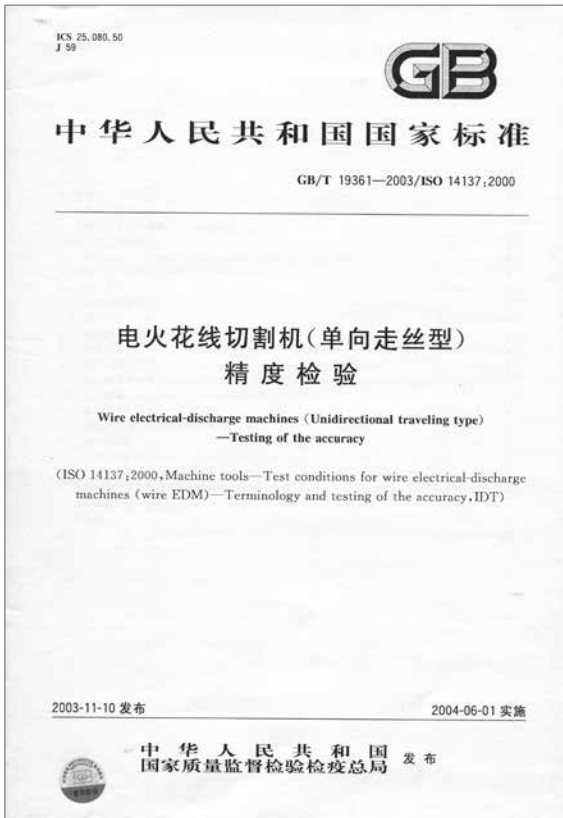 ICS 25.080.50
J 59
GB
中华人民共和国国家标准
GB/T 19361—2003/ISO 14137:2000
电火花线切割机(单向走丝型)
精度检验
Wire electrical-discharge machines (Unidirectional traveling type)
—Testing of the accuracy
(ISO 14137:2000,Machine tools—Test conditions for wire electrical-discharge
machines (wire EDM)—Terminology and testing of the accuracy,IDT)
2003-11-10 发布
2004-06-01 实施
中华人民共和国
国家质量监督检验检疫总局
发布